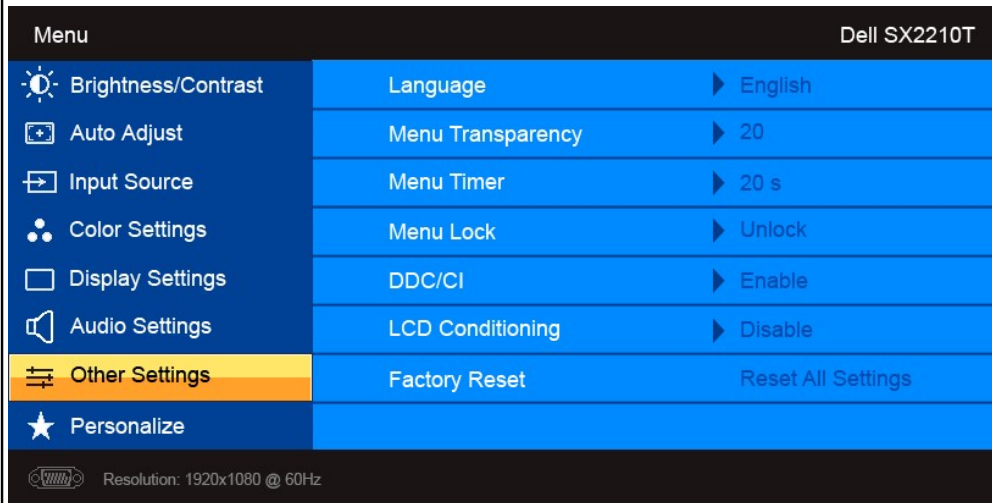 Menu Dell SX2210T
Brightness/Contrast Language English
Auto Adjust Menu Transparency 20
Input Source Menu Timer 20 s
Color Settings Menu Lock Unlock
Display Settings DDC/CI Enable
Audio Settings LCD Conditioning Disable
Other Settings Factory Reset Reset All Settings
Personalize
Resolution: 1920x1080 @ 60Hz